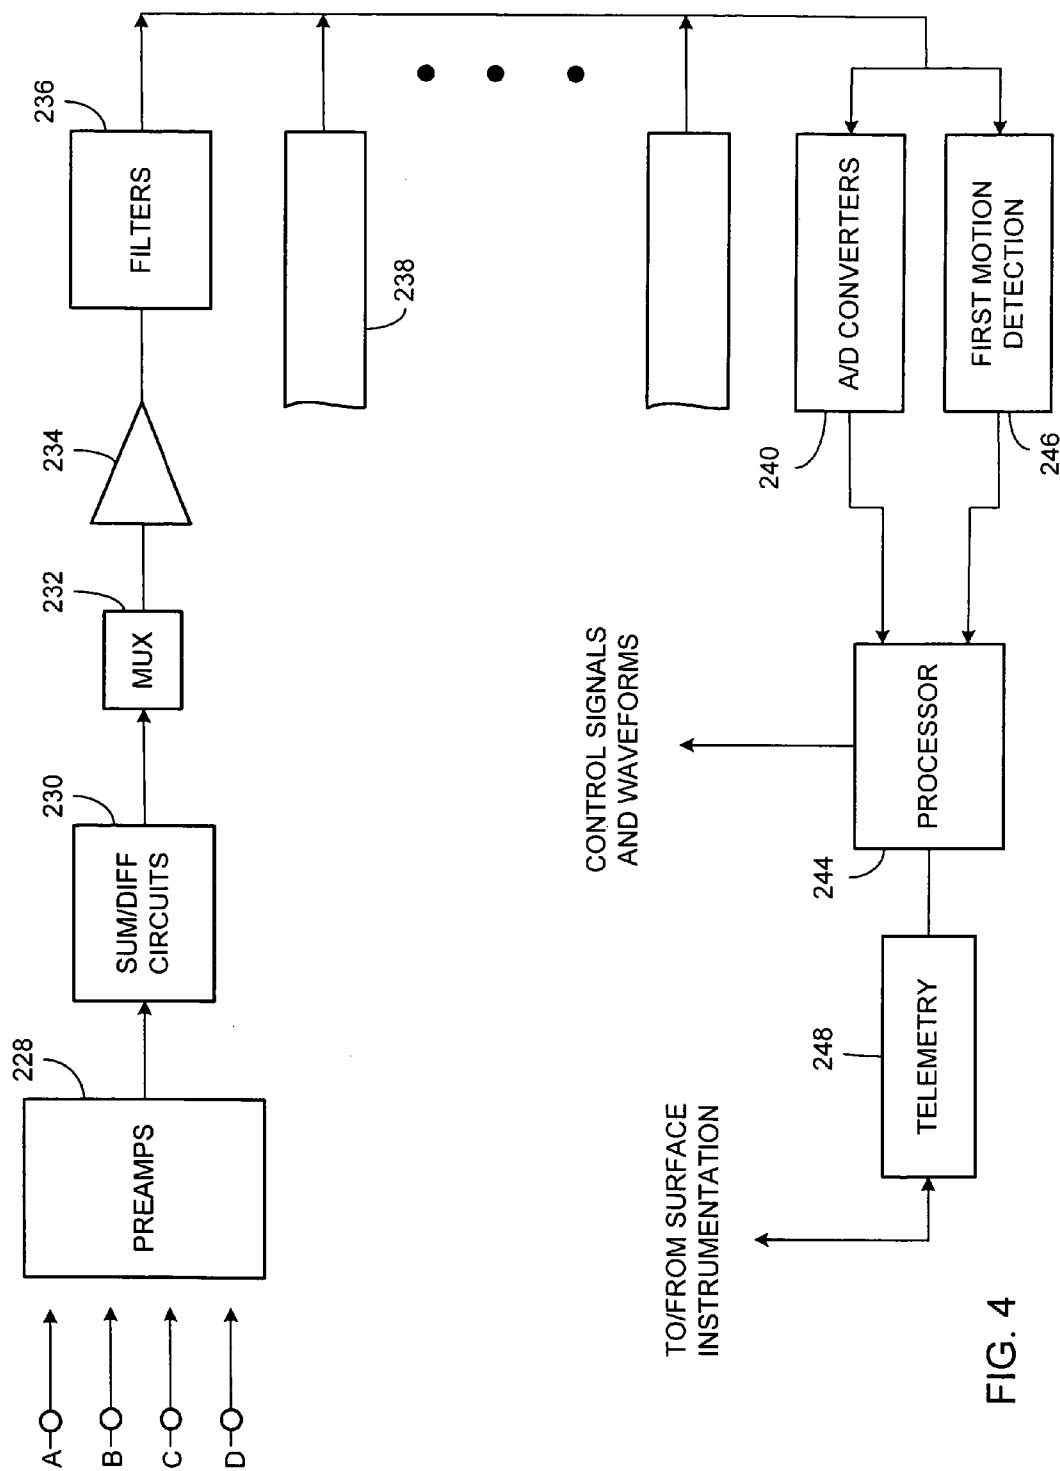 A
B
C
D
228
PREAMPS
230
SUM/DIFF
CIRCUITS
232
MUX
234
236
FILTERS
238
240
A/D CONVERTERS
246
FIRST MOTION
DETECTION
CONTROL SIGNALS
AND WAVEFORMS
244
PROCESSOR
248
TELEMETRY
TO/FROM SURFACE
INSTRUMENTATION
FIG. 4